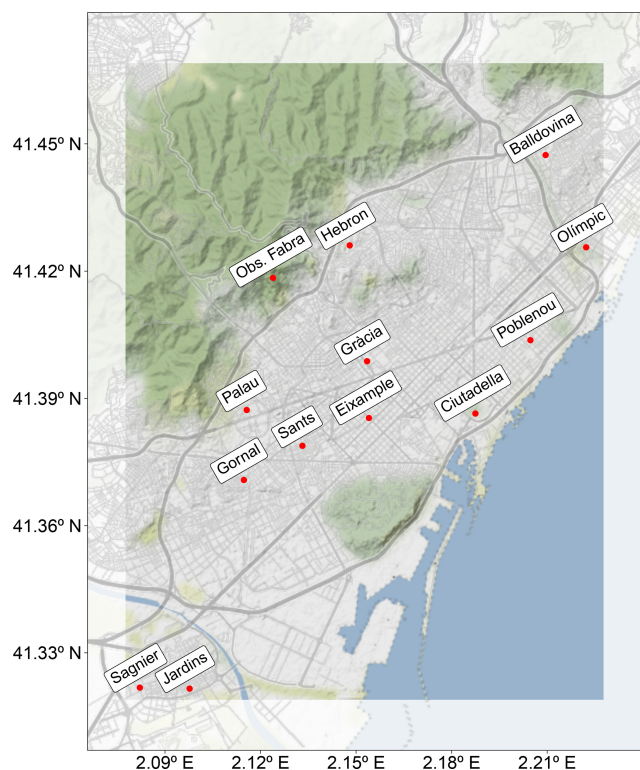 41.45º N
Balldovina
Olímpic
Hebron
Obs. Fabra
41.42º N
Poblenou
Gràcia
41.39º N
Palau
Eixample
Ciutadella
Sants
Gornal
41.36º N
41.33º N
Sagnier
Jardins
2.09º E
2.12º E
2.15º E
2.18º E
2.21º E